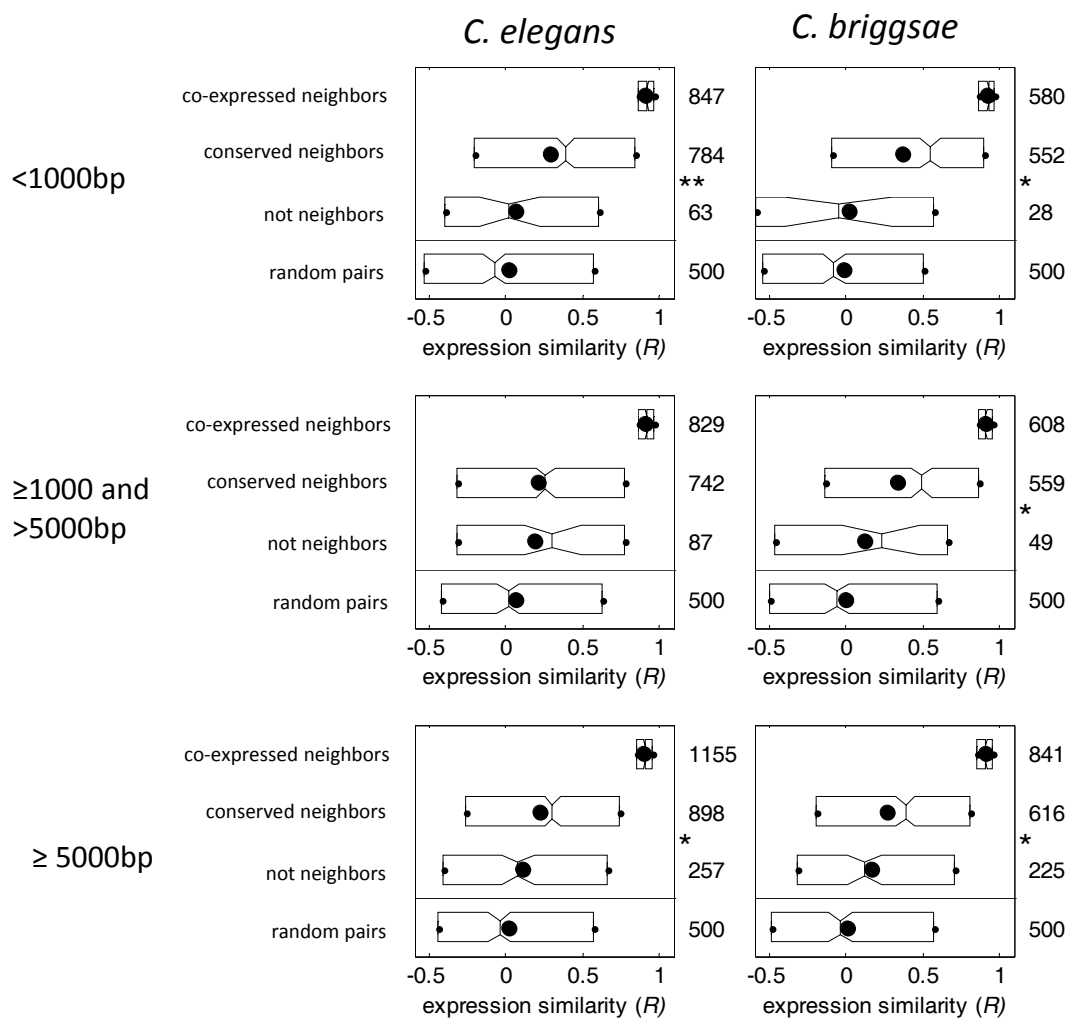 C. elegans
C. briggsae
<1000bp
co-expressed neighbors
847
580
conserved neighbors
784
552
**
*
not neighbors
63
28
random pairs
500
500
-0.5 0 0.5 1
-0.5 0 0.5 1
expression similarity (R)
expression similarity (R)
≥1000 and
>5000bp
co-expressed neighbors
829
608
conserved neighbors
742
559
*
not neighbors
87
49
random pairs
500
500
-0.5 0 0.5 1
-0.5 0 0.5 1
expression similarity (R)
expression similarity (R)
≥ 5000bp
co-expressed neighbors
1155
841
conserved neighbors
898
616
*
*
not neighbors
257
225
random pairs
500
500
-0.5 0 0.5 1
-0.5 0 0.5 1
expression similarity (R)
expression similarity (R)